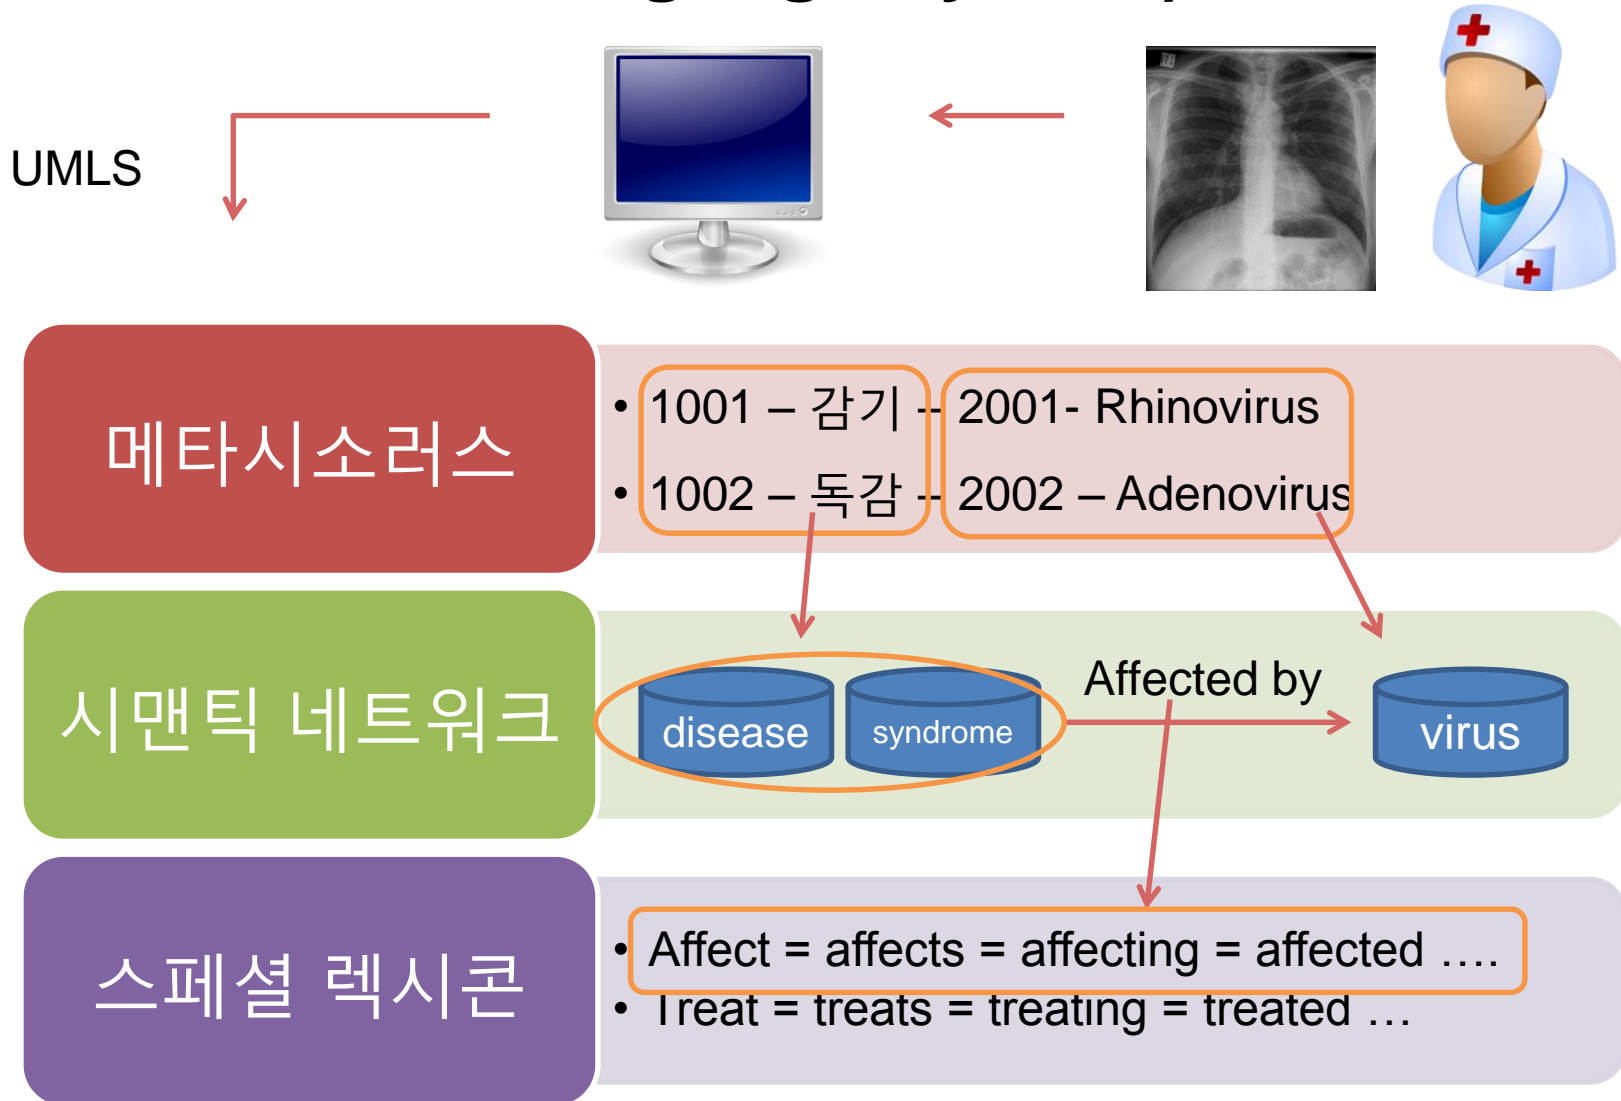 UMLS
메타시소러스
• 1001 – 감기 – 2001- Rhinovirus
• 1002 – 독감 – 2002 – Adenovirus
시맨틱 네트워크
disease
syndrome
Affected by
virus
스페셜 렉시콘
• Affect = affects = affecting = affected ….
• Treat = treats = treating = treated …